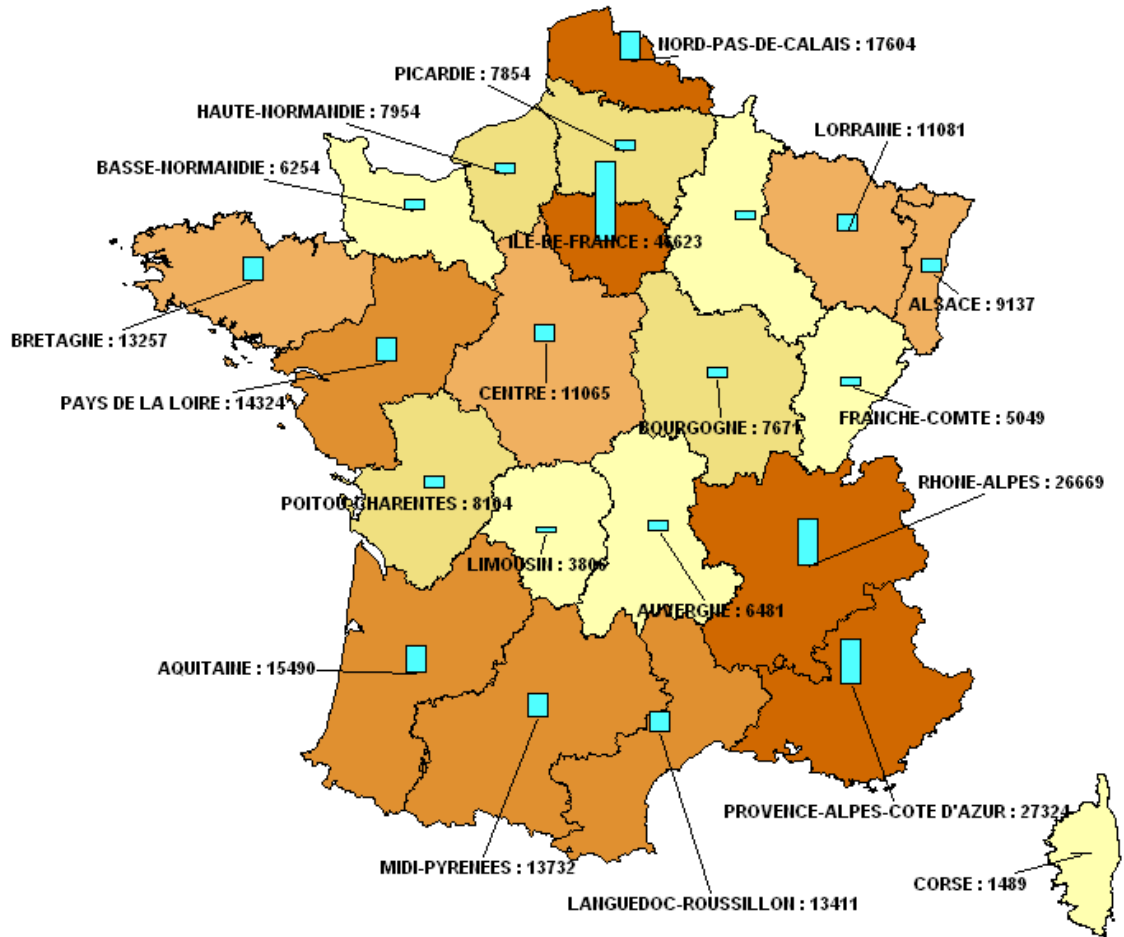 NORD-PAS-DE-CALAIS : 17604
PICARDIE : 7854
HAUTE-NORMANDIE : 7954
LORRAINE : 11081
BASSE-NORMANDIE : 6254
ILE-DE-FRANCE : 46623
ALSACE : 9137
BRETAGNE : 13257
CENTRE : 11065
PAYS DE LA LOIRE : 14324
FRANCHE-COMTE : 5049
BOURGOGNE : 7671
RHONE-ALPES : 26669
POITOU-CHARENTES : 8104
LIMOUSIN : 3806
AUVERGNE : 6481
AQUITAINE : 15490
PROVENCE-ALPES-COTE D'AZUR : 27324
MIDI-PYRENEES : 13732
CORSE : 1489
LANGUEDOC-ROUSSILLON : 13411